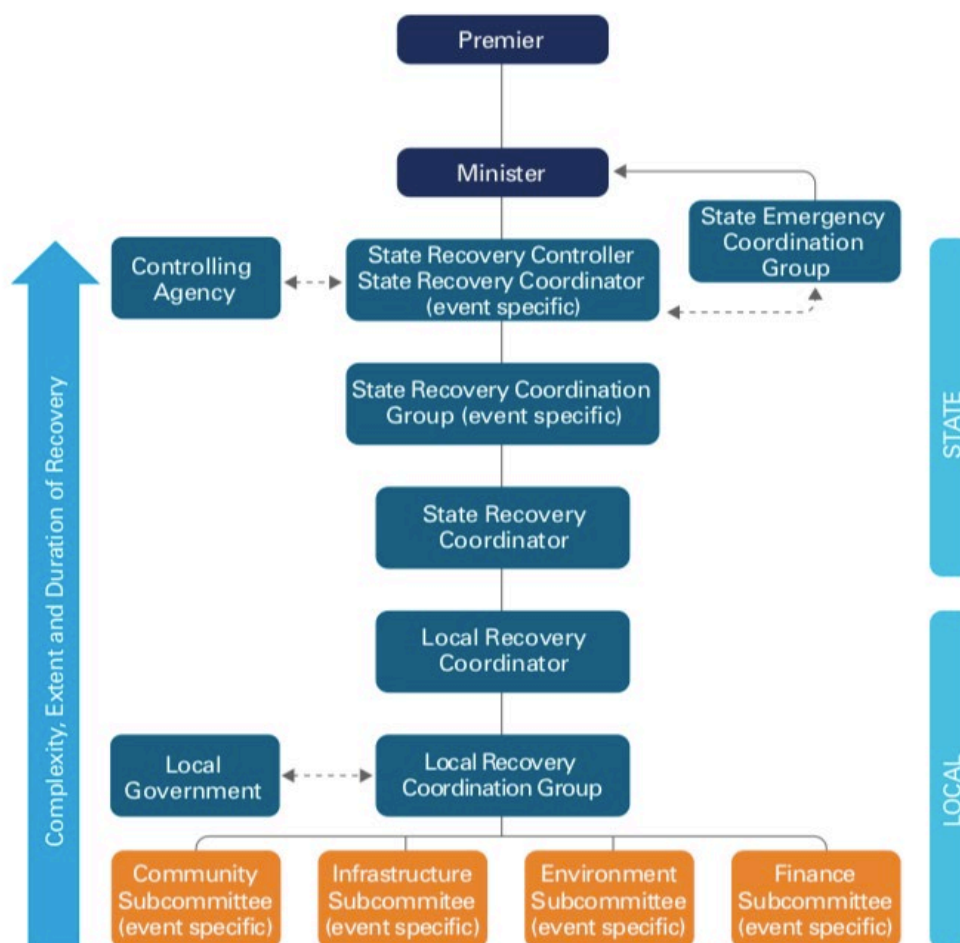 Premier
Minister
State Emergency
Coordination
Group
Controlling
Agency
State Recovery Controller
State Recovery Coordinator
(event specific)
State Recovery Coordination
Group (event specific)
State Recovery
Coordinator
Local Recovery
Coordinator
Local
Government
Local Recovery
Coordination Group
Community
Subcommittee
(event specific)
Infrastructure
Subcommitee
(event specific)
Environment
Subcommittee
(event specific)
Finance
Subcommittee
(event specific)
Complexity, Extent and Duration of Recovery
STATE
LOCAL